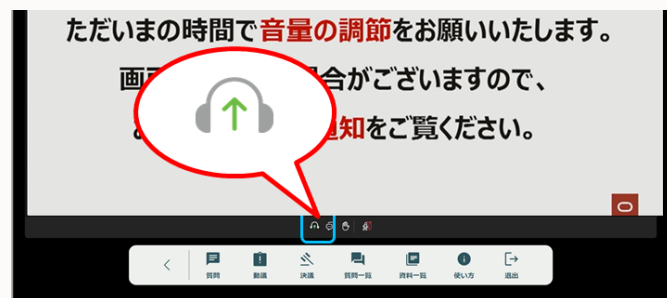 ただいまの時間で音量の調節をお願いいたします。
画 合がございますので、
知をご覧ください。
質問 動議 決議 質問一覧 資料一覧 使い方 退出